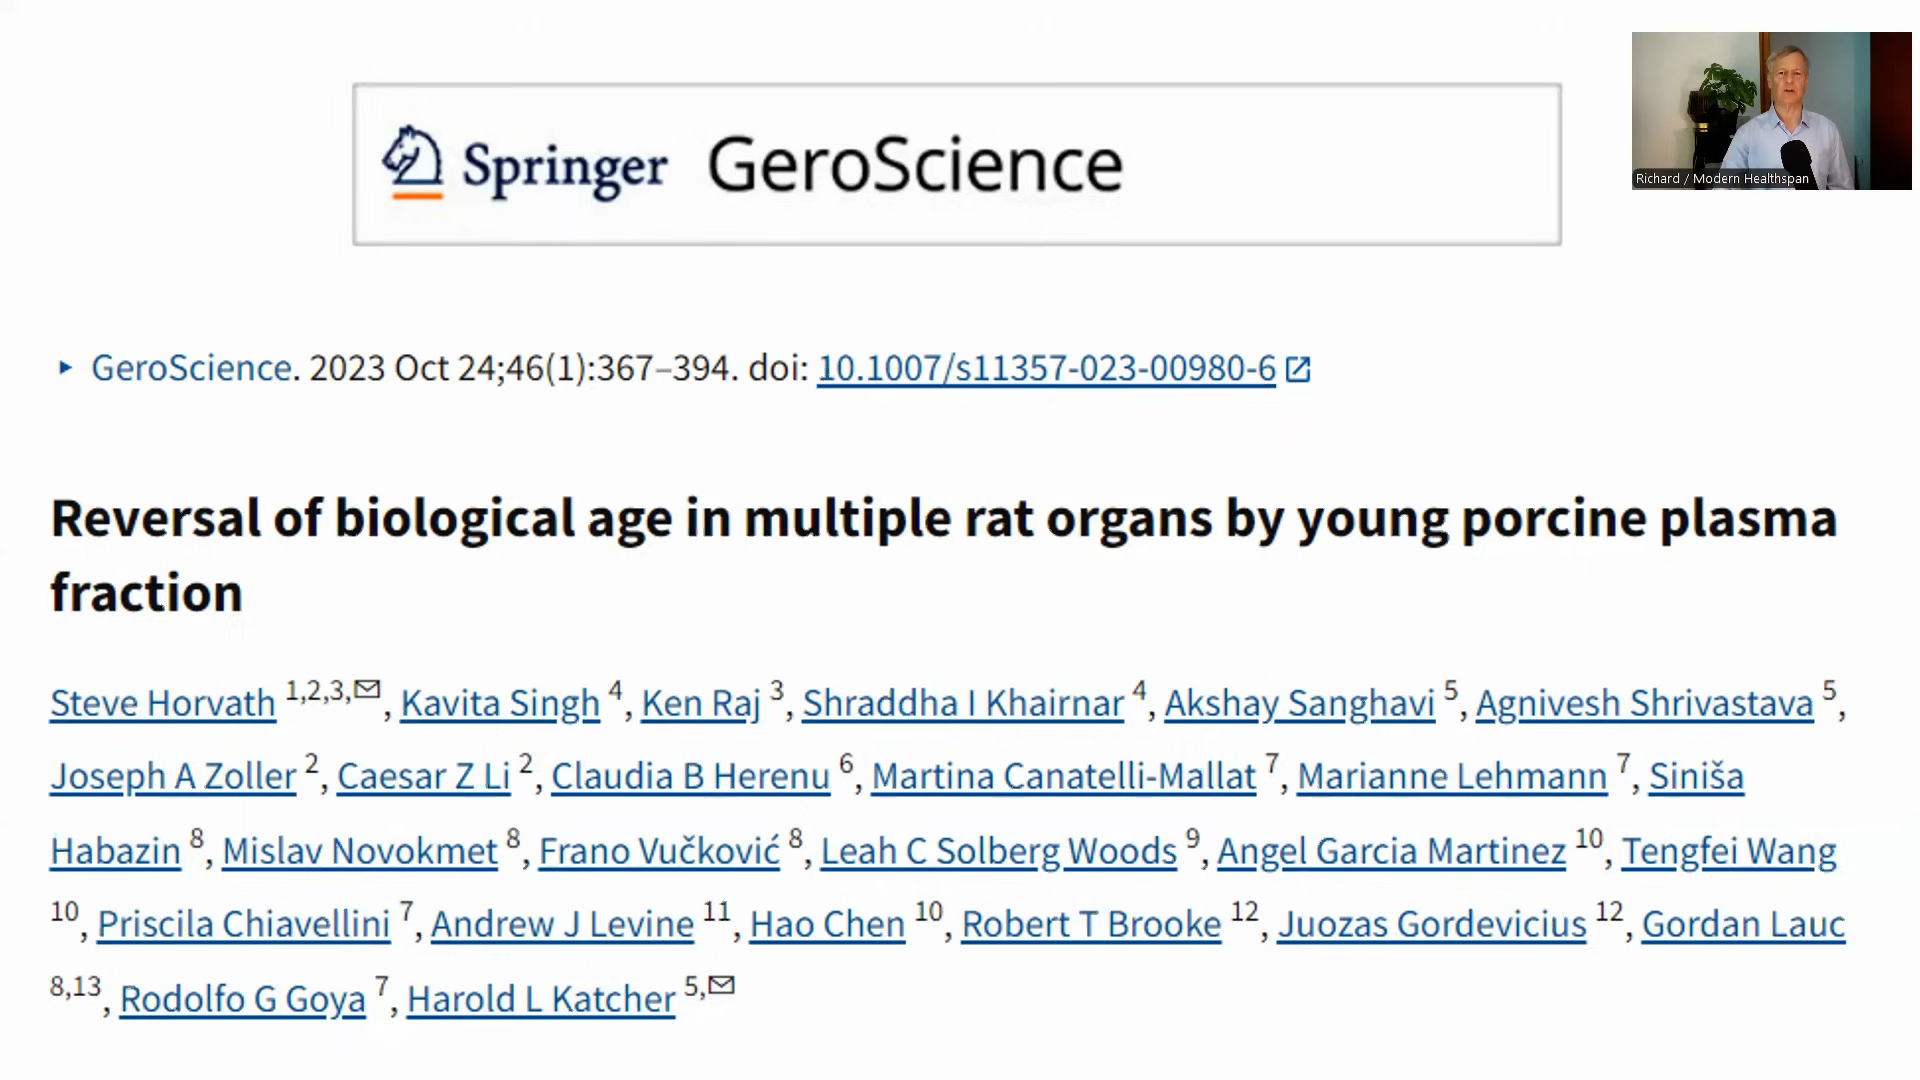 Springer GeroScience
Richard / Modern Healthspan
GeroScience. 2023 Oct 24;46(1):367–394. doi: 10.1007/s11357-023-00980-6
Reversal of biological age in multiple rat organs by young porcine plasma
fraction
Steve Horvath 1,2,3,✉, Kavita Singh 4, Ken Raj 3, Shraddha I Khairnar 4, Akshay Sanghavi 5, Agnivesh Shrivastava 5,
Joseph A Zoller 2, Caesar Z Li 2, Claudia B Herenu 6, Martina Canatelli-Mallat 7, Marianne Lehmann 7, Siniša
Habazin 8, Mislav Novokmet 8, Frano Vučković 8, Leah C Solberg Woods 9, Angel Garcia Martinez 10, Tengfei Wang
10, Priscila Chiavellini 7, Andrew J Levine 11, Hao Chen 10, Robert T Brooke 12, Juozas Gordevicius 12, Gordan Lauc
8,13, Rodolfo G Goya 7, Harold L Katcher 5,✉